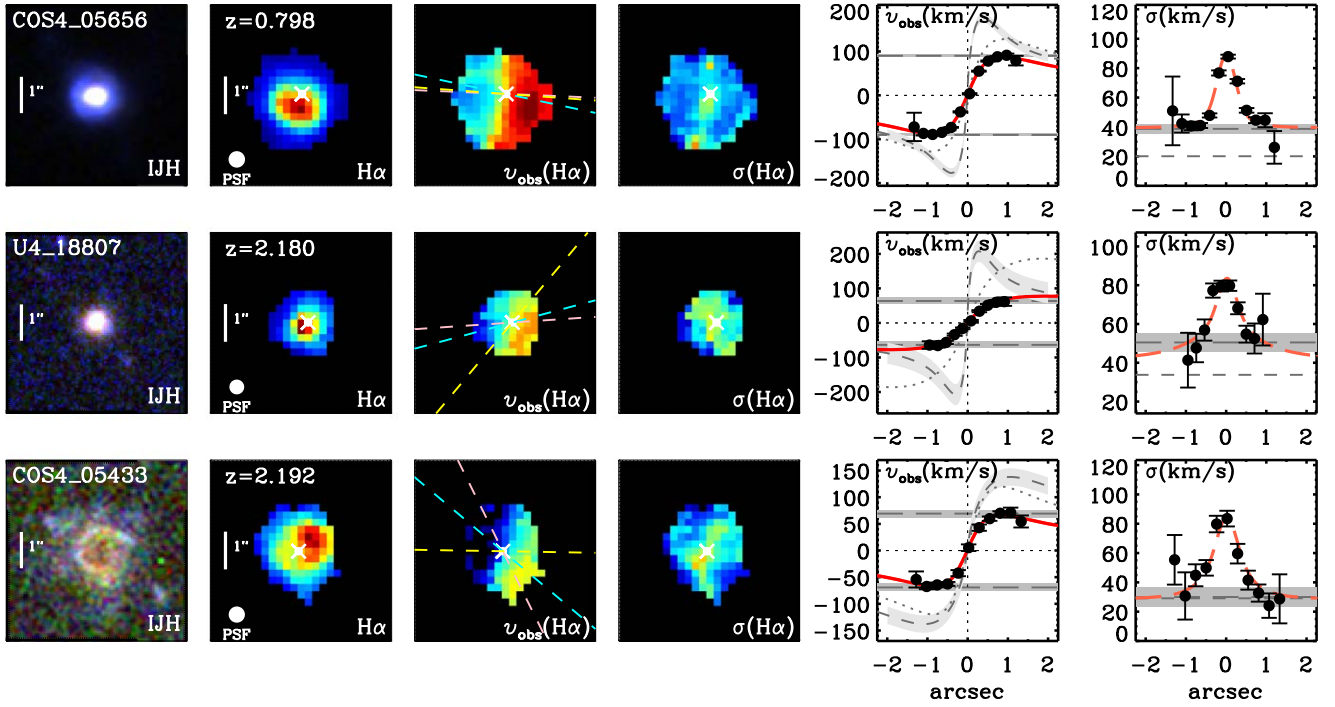 COS4_05656
1"
IJH
z=0.798
1"
PSF
Hα
υobs(Hα)
σ(Hα)
υobs(km/s)
200
100
0
−100
−200
−2 −1 0 1 2
σ(km/s)
120
100
80
60
40
20
0
−2 −1 0 1 2
U4_18807
1"
IJH
z=2.180
1"
PSF
Hα
υobs(Hα)
σ(Hα)
υobs(km/s)
200
100
0
−100
−200
−2 −1 0 1 2
σ(km/s)
100
80
60
40
20
−2 −1 0 1 2
COS4_05433
1"
IJH
z=2.192
1"
PSF
Hα
υobs(Hα)
σ(Hα)
υobs(km/s)
150
100
50
0
−50
−100
−150
−2 −1 0 1 2
arcsec
σ(km/s)
120
100
80
60
40
20
0
−2 −1 0 1 2
arcsec